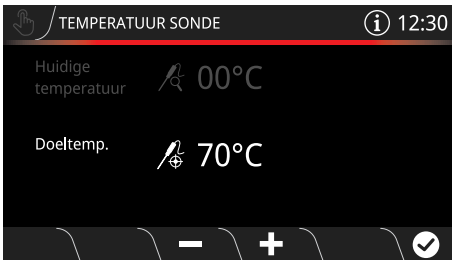 TEMPERATUUR SONDE
i 12:30
Huidige
temperatuur
00°C
Doeltemp.
70°C